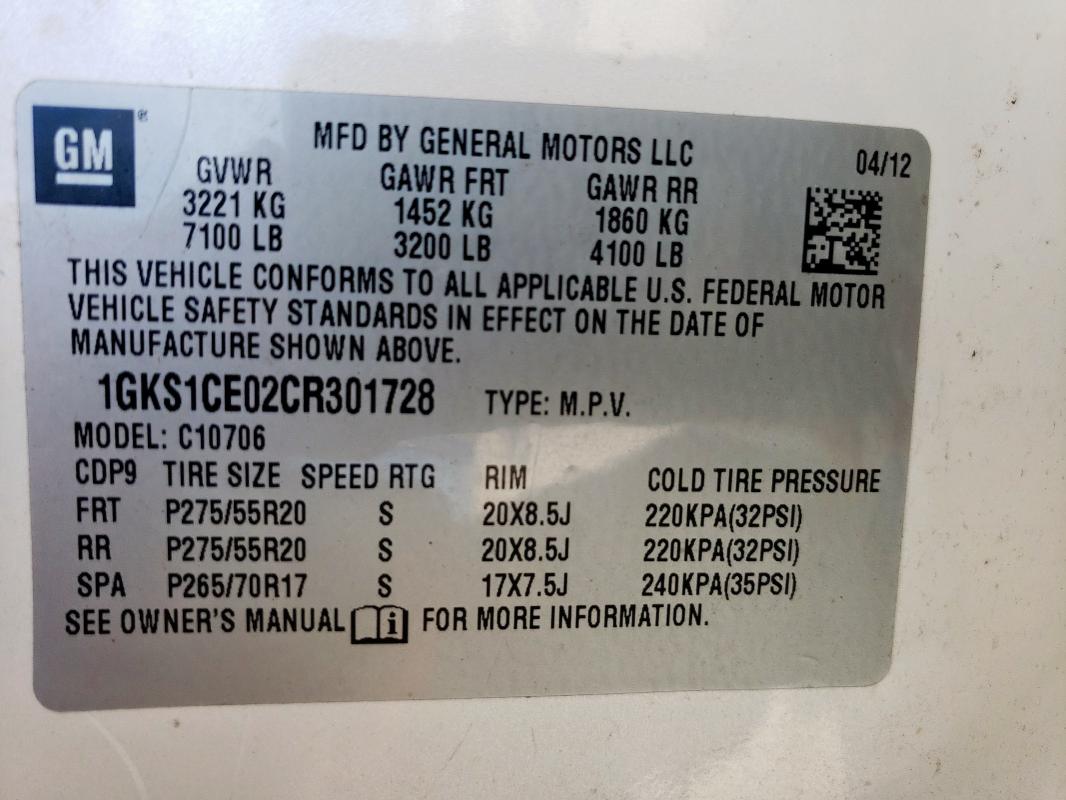 GM ®
MFD BY GENERAL MOTORS LLC
04/12
GVWR GAWR FRT GAWR RR
3221 KG 1452 KG 1860 KG
7100 LB 3200 LB 4100 LB
THIS VEHICLE CONFORMS TO ALL APPLICABLE U.S. FEDERAL MOTOR
VEHICLE SAFETY STANDARDS IN EFFECT ON THE DATE OF
MANUFACTURE SHOWN ABOVE.
1GKS1CE02CR301728 TYPE: M.P.V.
MODEL: C10706
CDP9 TIRE SIZE SPEED RTG RIM COLD TIRE PRESSURE
FRT P275/55R20 S 20X8.5J 220KPA(32PSI)
RR P275/55R20 S 20X8.5J 220KPA(32PSI)
SPA P265/70R17 S 17X7.5J 240KPA(35PSI)
SEE OWNER'S MANUAL i FOR MORE INFORMATION.